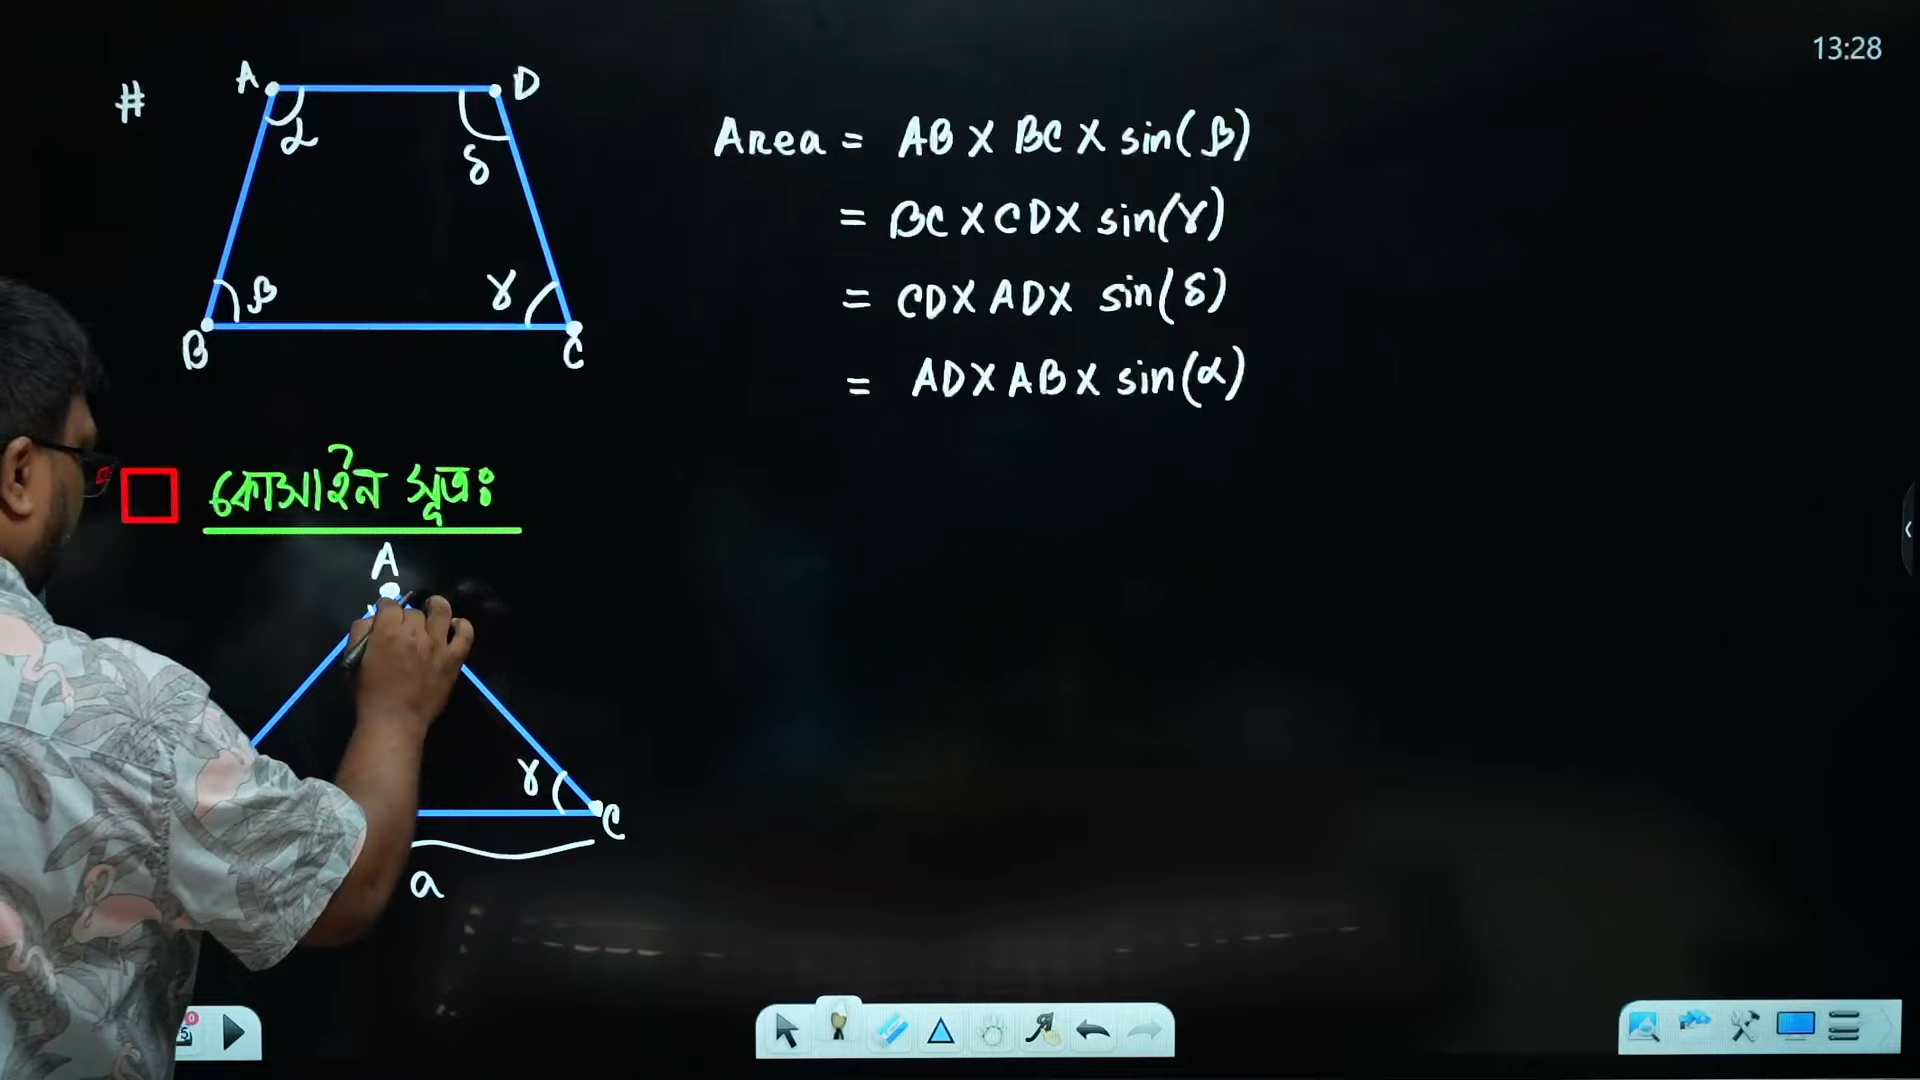 13:28
#
A D
α δ
β γ
B C
Area = AB X BC X sin(β)
= BC X CD X sin(γ)
= CD X AD X sin(δ)
= AD X AB X sin(α)
কোসাইন সূত্রঃ
A
γ
C
a